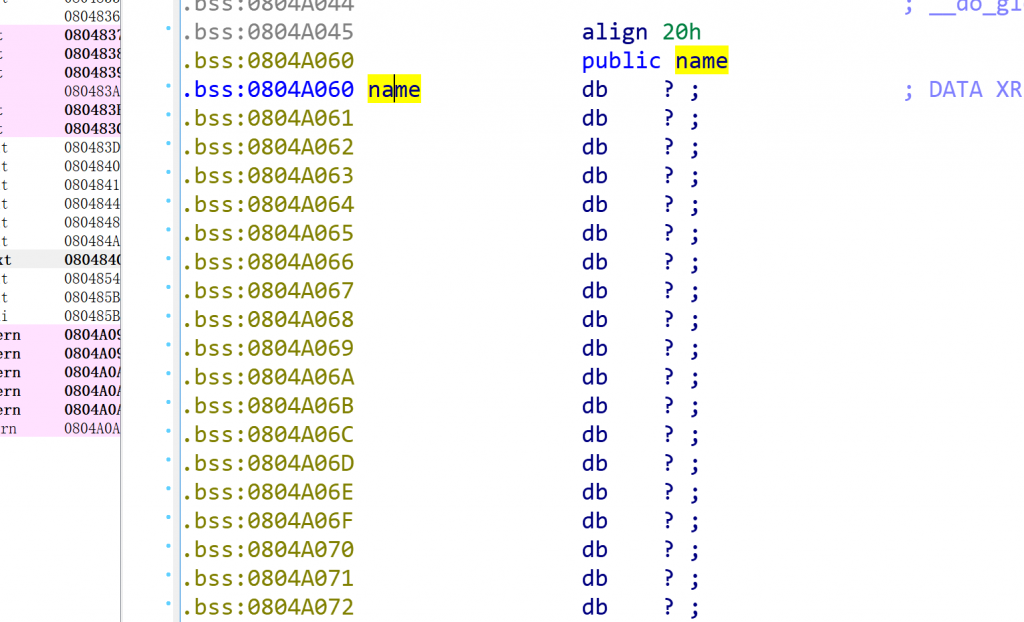 .bss:0804A044 ; __do_gl
0804836 .bss:0804A045 align 20h
t 0804837 .bss:0804A060 public name
t 0804838 .bss:0804A060 name db ? ; ; DATA XR
t 0804839 .bss:0804A061 db ? ;
080483A .bss:0804A062 db ? ;
t .bss:0804A063 db ? ;
t .bss:0804A064 db ? ;
t 080483D .bss:0804A065 db ? ;
t 0804840 .bss:0804A066 db ? ;
t 0804841 .bss:0804A067 db ? ;
t 0804844 .bss:0804A068 db ? ;
t 0804848 .bss:0804A069 db ? ;
t 080484A .bss:0804A06A db ? ;
xt .bss:0804A06B db ? ;
t 0804854 .bss:0804A06C db ? ;
t 080485B .bss:0804A06D db ? ;
i 080485B .bss:0804A06E db ? ;
ern 0804A09 .bss:0804A06F db ? ;
ern 0804A09 .bss:0804A070 db ? ;
ern 0804A0A .bss:0804A071 db ? ;
ern 0804A0A .bss:0804A072 db ? ;
ern 0804A0A
rn 0804A0A